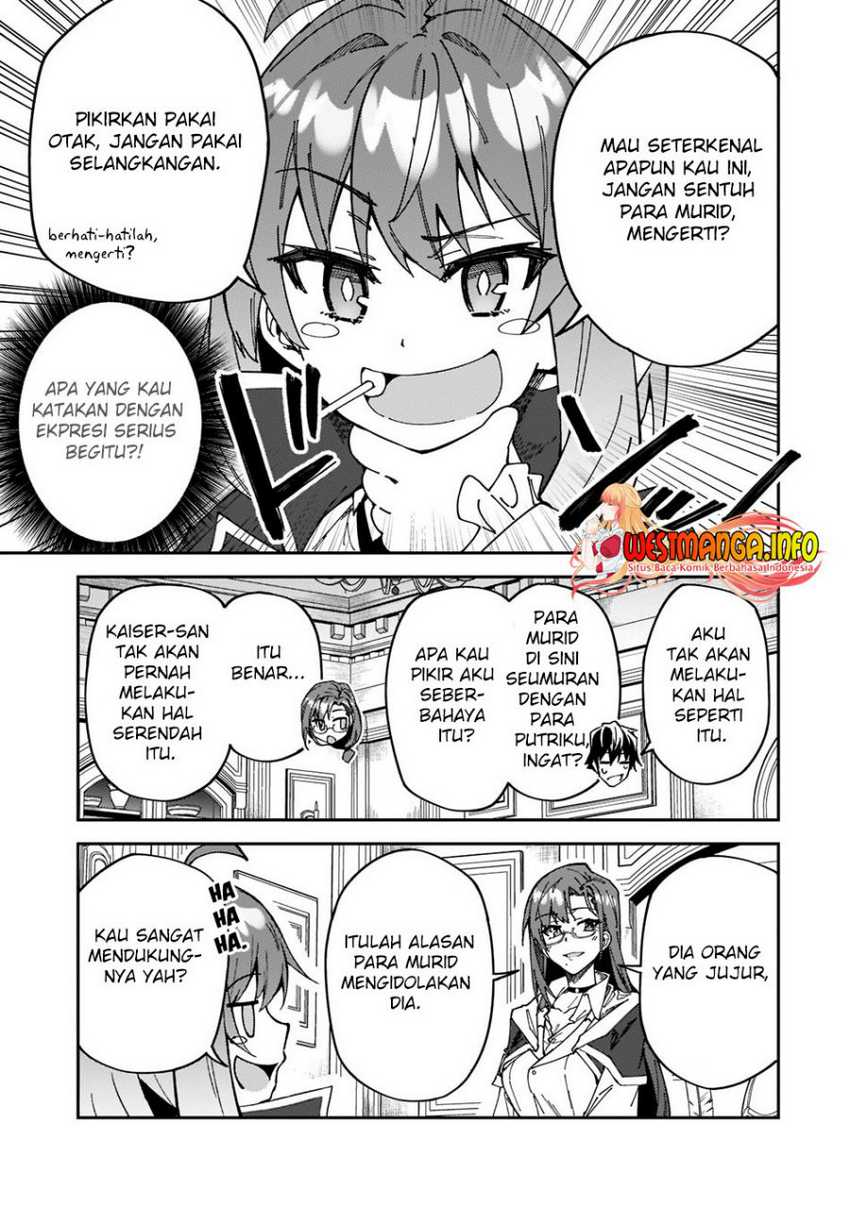 MAU SETERKENAL
APAPUN KAU INI,
JANGAN SENTUH
PARA MURID,
MENGERTI?
PIKIRKAN PAKAI
OTAK, JANGAN PAKAI
SELANGKANGAN.
berhati-hatilah,
mengerti?
APA YANG KAU
KATAKAN DENGAN
EKPRESI SERIUS
BEGITU?!
WESTMANGA.INFO
Situs Baca Komik Berbahasa Indonesia
AKU
TAK AKAN
MELAKU-
KAN HAL
SEPERTI
ITU.
PARA
MURID
DI SINI
SEUMURAN
DENGAN
PARA
PUTRIKU,
INGAT?
APA KAU
PIKIR AKU
SEBER-
BAHAYA
ITU?
ITU
BENAR...
KAISER-SAN
TAK AKAN
PERNAH
MELAKU-
KAN HAL
SERENDAH
ITU.
DIA ORANG
YANG JUJUR,
ITULAH ALASAN
PARA MURID
MENGIDOLAKAN
DIA.
HA
HA
HA.
KAU SANGAT
MENDUKUNG-
NYA YAH?